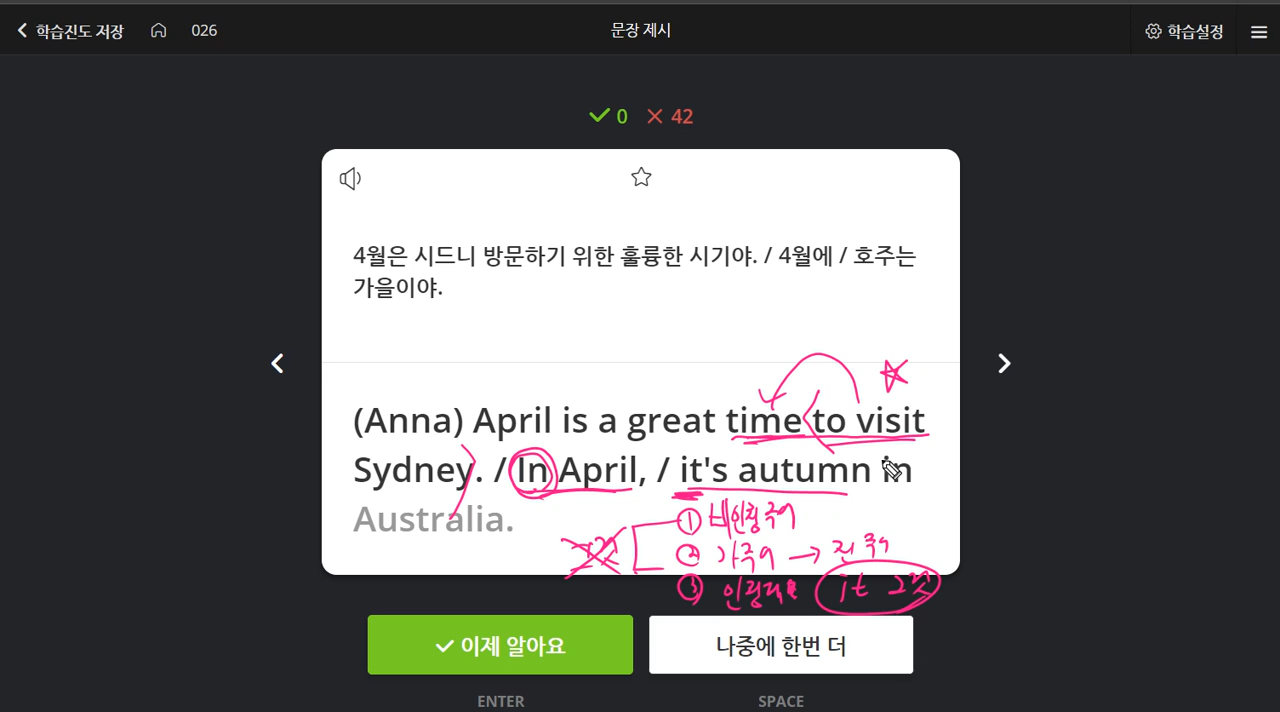 학습진도 저장 026 문장 제시 학습설정
0 42
4월은 시드니 방문하기 위한 훌륭한 시기야. / 4월에 / 호주는
가을이야.
(Anna) April is a great time to visit
Sydney. / In April, / it's autumn in
Australia.
① 비인칭주어
② 가주어 → 진주어
③ 인칭대 it 그것
이제 알아요 나중에 한번 더
ENTER SPACE